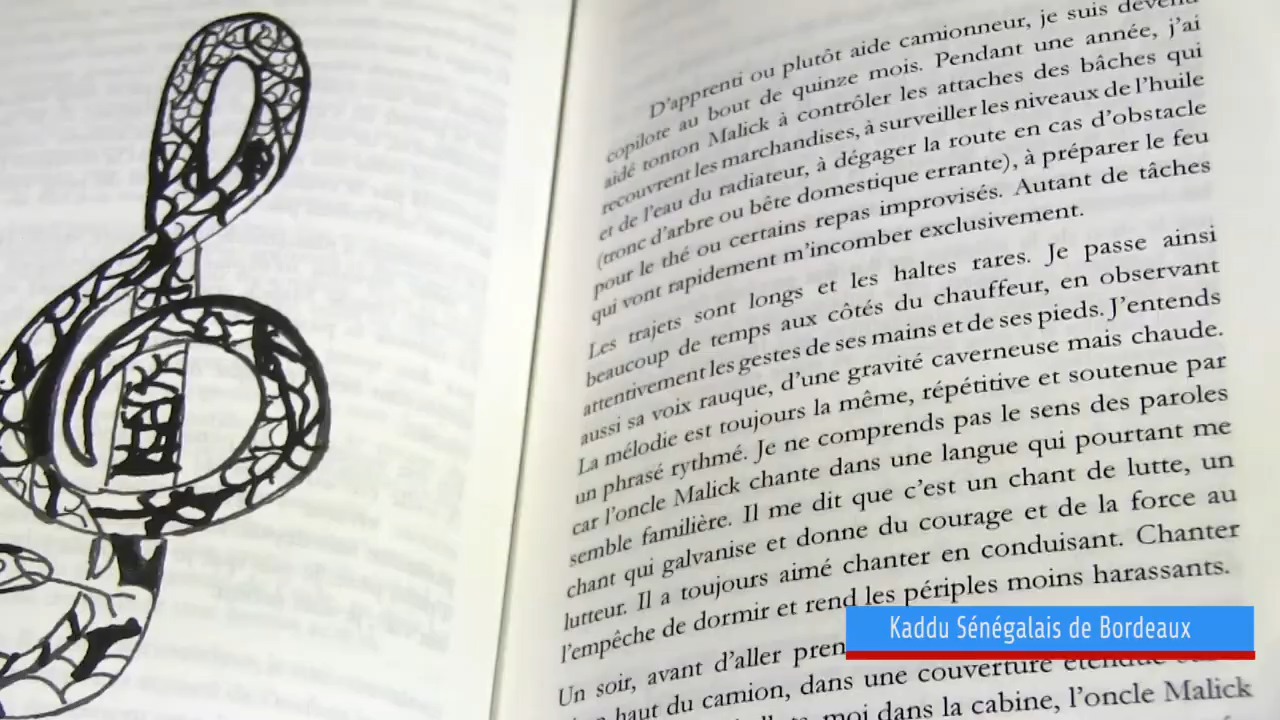 D'apprenti ou plutôt aide camionneur, je suis devenu
copilote au bout de quinze mois. Pendant une année, j'ai
aidé tonton Malick à contrôler les attaches des bâches qui
recouvrent les marchandises, à surveiller les niveaux de l'huile
et de l'eau du radiateur, à dégager la route en cas d'obstacle
(tronc d'arbre ou bête domestique errante), à préparer le feu
pour le thé ou certains repas improvisés. Autant de tâches
qui vont rapidement m'incomber exclusivement.
Les trajets sont longs et les haltes rares. Je passe ainsi
beaucoup de temps aux côtés du chauffeur, en observant
attentivement les gestes de ses mains et de ses pieds. J'entends
aussi sa voix rauque, d'une gravité caverneuse mais chaude.
La mélodie est toujours la même, répétitive et soutenue par
un phrasé rythmé. Je ne comprends pas le sens des paroles
car l'oncle Malick chante dans une langue qui pourtant me
semble familière. Il me dit que c'est un chant de lutte, un
chant qui galvanise et donne du courage et de la force au
lutteur. Il a toujours aimé chanter en conduisant. Chanter
l'empêche de dormir et rend les périples moins harassants.
Un soir, avant d'aller
haut du camion, dans une couverture
moi dans la cabine, l'oncle Malick
Kaddu Sénégalais de Bordeaux